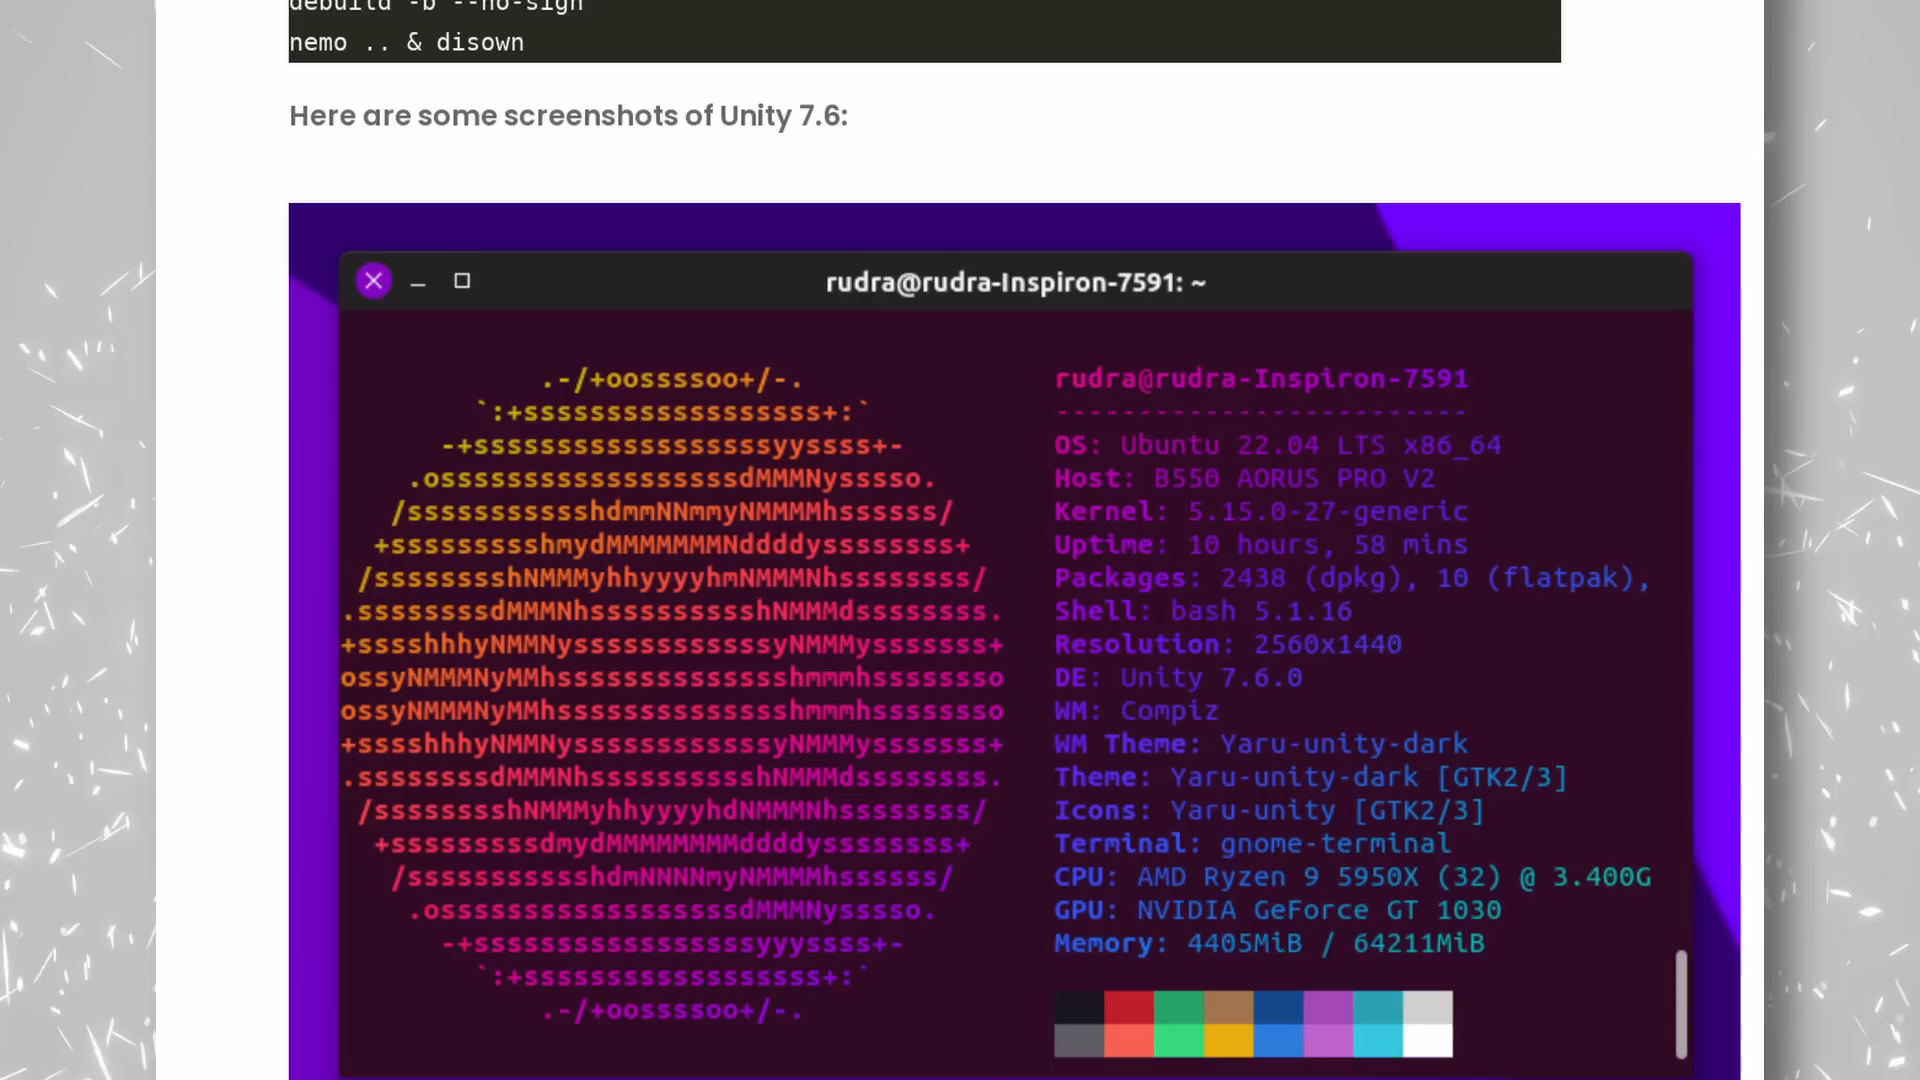 debuild -b --no-sign
nemo .. & disown
Here are some screenshots of Unity 7.6:
rudra@rudra-Inspiron-7591: ~
.-/+oossssoo+/-.
`:+ssssssssssssssssss+:`
-+ssssssssssssssssssyyssss+-
.ossssssssssssssssssdMMMNysssso.
/ssssssssssshdmmNNmmyNMMMMhssssss/
+ssssssssshmydMMMMMMMNddddyssssssss+
/sssssssshNMMMyhhyyyyhmNMMMNhssssssss/
.ssssssssdMMMNhsssssssssshNMMMdssssssss.
+sssshhhyNMMNyssssssssssssyNMMMysssssss+
ossyNMMMNyMMhsssssssssssssshmmmhssssssso
ossyNMMMNyMMhsssssssssssssshmmmhssssssso
+sssshhhyNMMNyssssssssssssyNMMMysssssss+
.ssssssssdMMMNhsssssssssshNMMMdssssssss.
/sssssssshNMMMyhhyyyyhdNMMMNhssssssss/
+sssssssssdmydMMMMMMMMddddyssssssss+
/ssssssssssshdmNNNNmyNMMMMhssssss/
.ossssssssssssssssssdMMMNysssso.
-+sssssssssssssssssyyyssss+-
`:+ssssssssssssssssss+:`
.-/+oossssoo+/-.
rudra@rudra-Inspiron-7591
-------------------------
OS: Ubuntu 22.04 LTS x86_64
Host: B550 AORUS PRO V2
Kernel: 5.15.0-27-generic
Uptime: 10 hours, 58 mins
Packages: 2438 (dpkg), 10 (flatpak),
Shell: bash 5.1.16
Resolution: 2560x1440
DE: Unity 7.6.0
WM: Compiz
WM Theme: Yaru-unity-dark
Theme: Yaru-unity-dark [GTK2/3]
Icons: Yaru-unity [GTK2/3]
Terminal: gnome-terminal
CPU: AMD Ryzen 9 5950X (32) @ 3.400G
GPU: NVIDIA GeForce GT 1030
Memory: 4405MiB / 64211MiB